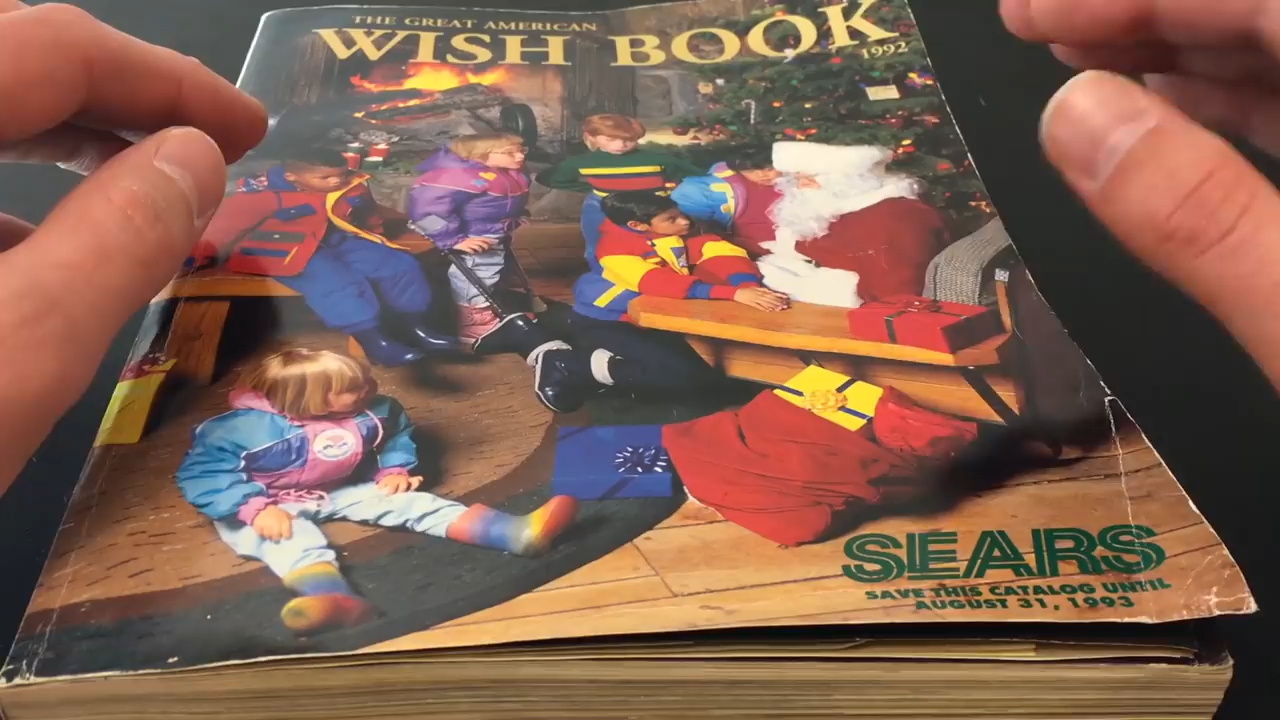 THE GREAT AMERICAN
WISH BOOK
1992
SEARS
SAVE THIS CATALOG UNTIL
AUGUST 31, 1993